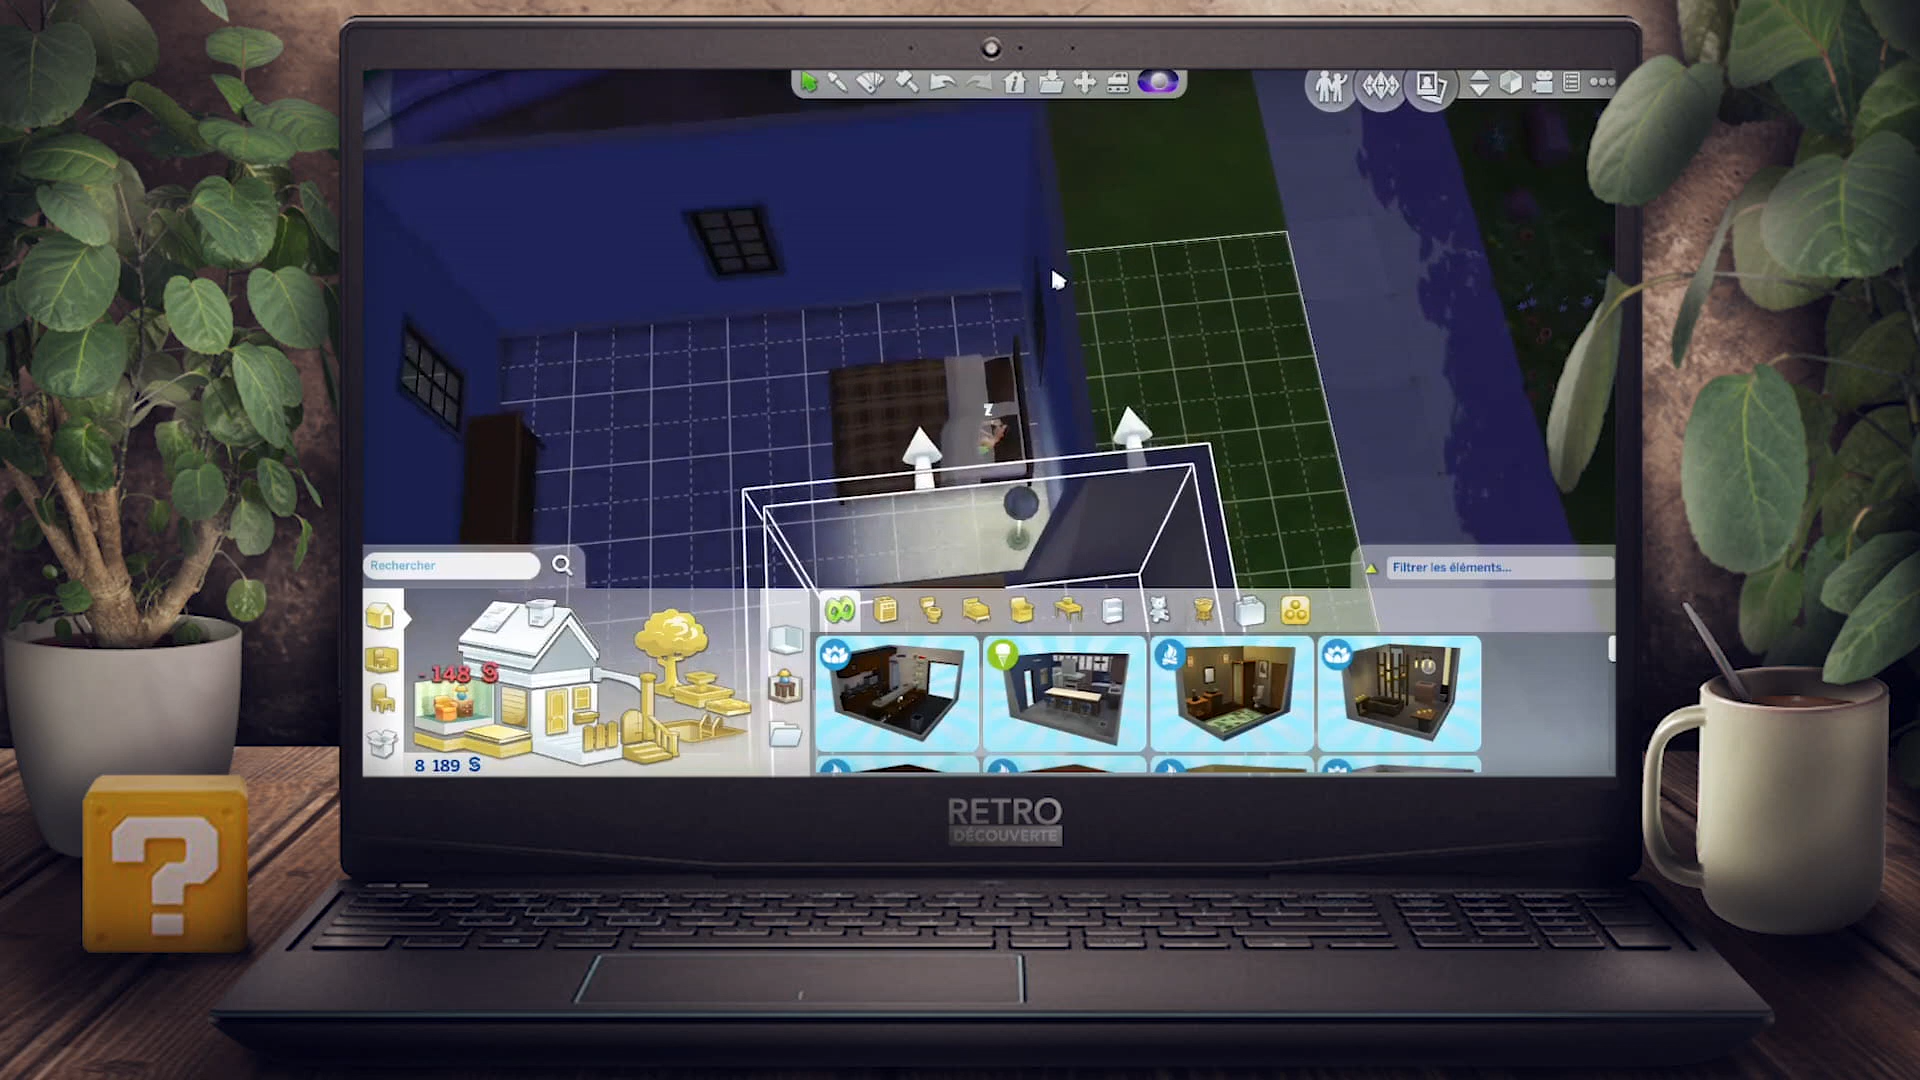 z
Rechercher
Filtrer les éléments...
- 148 §
8 189 §
RETRO
DÉCOUVERTE
?